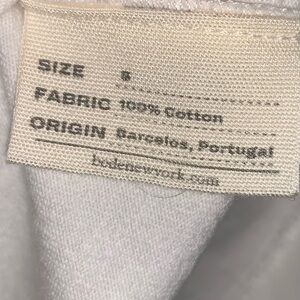 SIZE S
FABRIC 100% Cotton
ORIGIN Barcelos, Portugal
bodenewyork.com